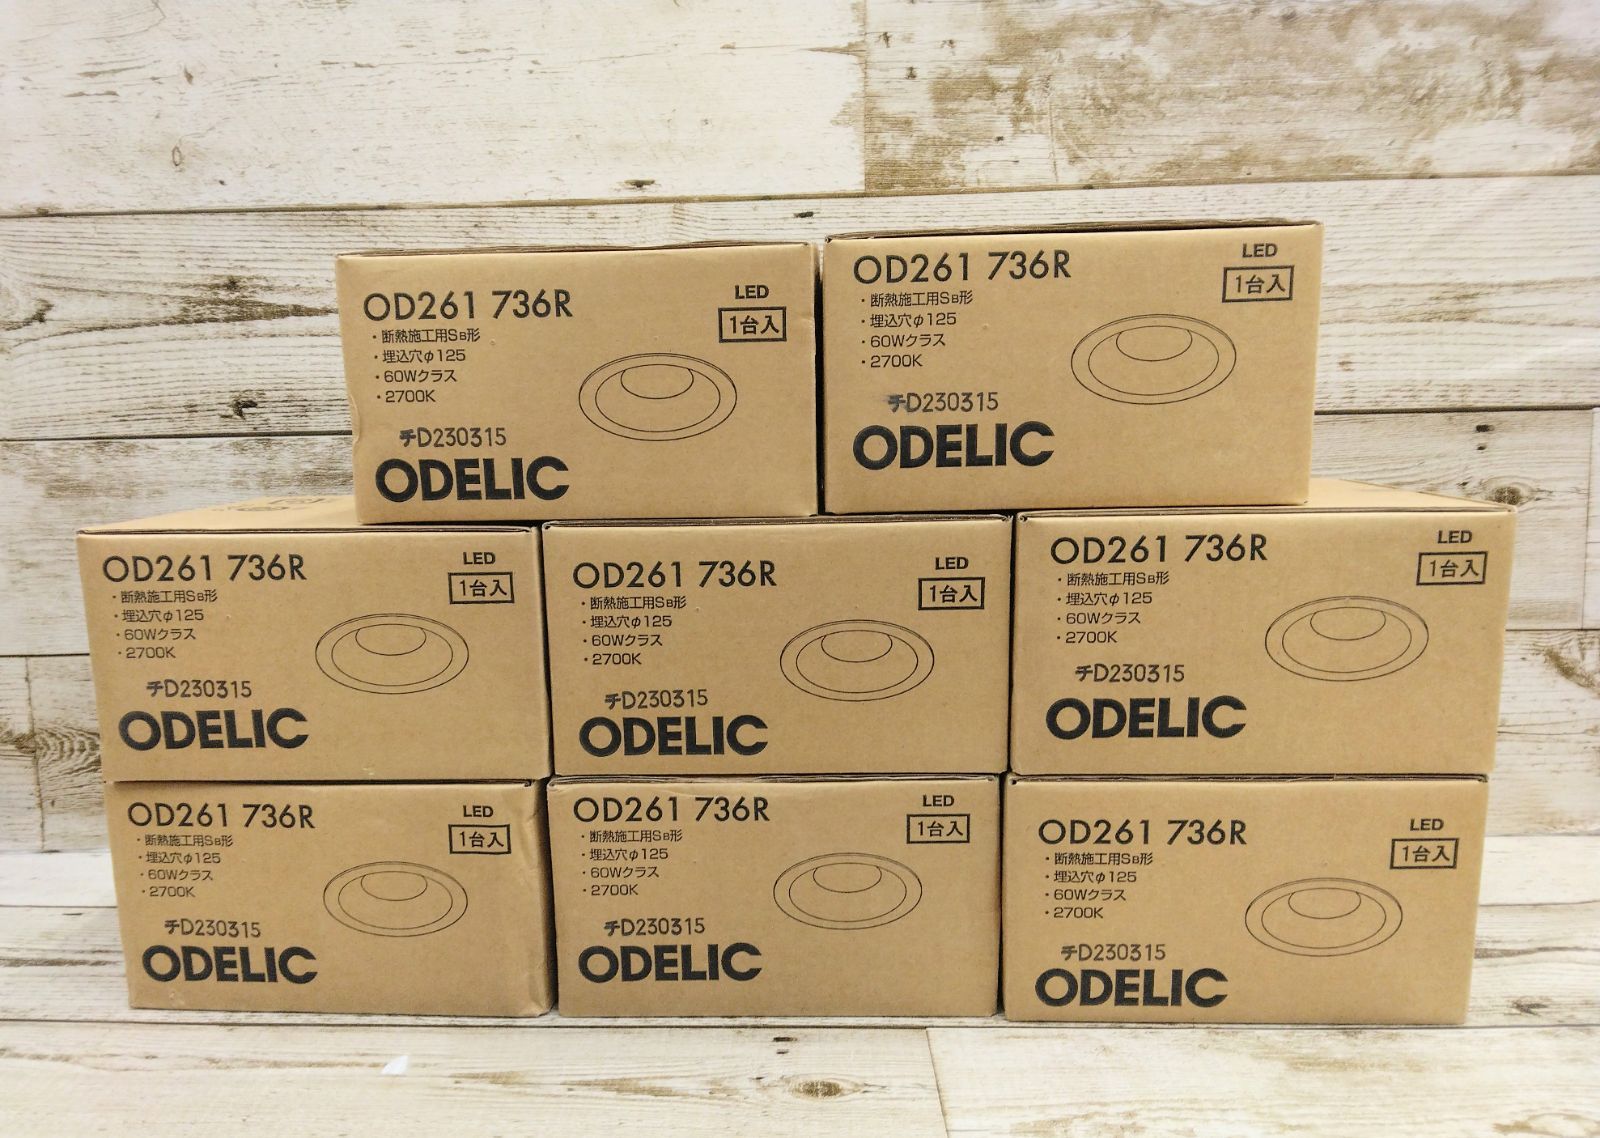 OD261 736R
LED
1台入
・断熱施工用SB形
・埋込穴φ125
・60Wクラス
・2700K
チD230315
ODELIC
OD261 736R
LED
1台入
・断熱施工用SB形
・埋込穴φ125
・60Wクラス
・2700K
チD230315
ODELIC
OD261 736R
LED
1台入
・断熱施工用SB形
・埋込穴φ125
・60Wクラス
・2700K
チD230315
ODELIC
OD261 736R
LED
1台入
・断熱施工用SB形
・埋込穴φ125
・60Wクラス
・2700K
チD230315
ODELIC
OD261 736R
LED
1台入
・断熱施工用SB形
・埋込穴φ125
・60Wクラス
・2700K
チD230315
ODELIC
OD261 736R
LED
1台入
・断熱施工用SB形
・埋込穴φ125
・60Wクラス
・2700K
チD230315
ODELIC
OD261 736R
LED
1台入
・断熱施工用SB形
・埋込穴φ125
・60Wクラス
・2700K
チD230315
ODELIC
OD261 736R
LED
1台入
・断熱施工用SB形
・埋込穴φ125
・60Wクラス
・2700K
チD230315
ODELIC